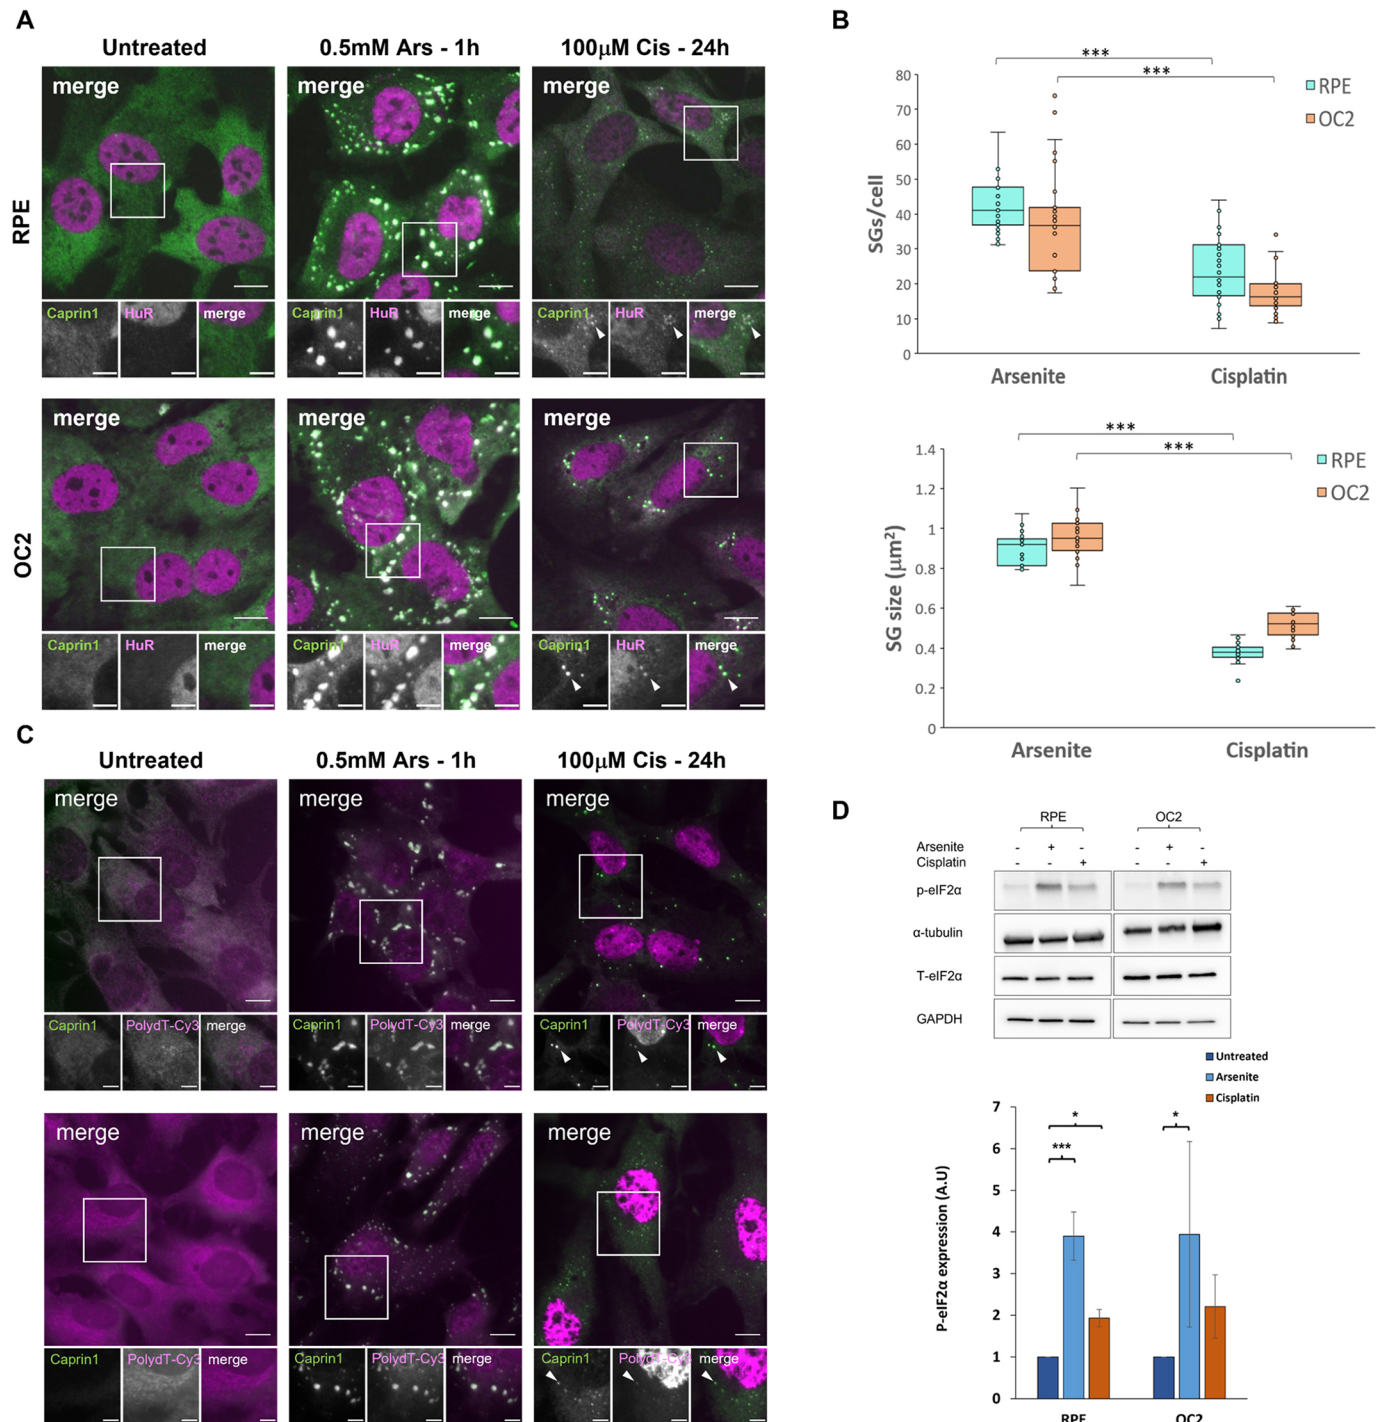 A
Untreated
0.5mM Ars - 1h
100μM Cis - 24h
RPE
merge
merge
merge
Caprin1
HuR
merge
Caprin1
HuR
merge
Caprin1
HuR
merge
OC2
merge
merge
merge
Caprin1
HuR
merge
Caprin1
HuR
merge
Caprin1
HuR
merge
B
***
***
80
70
60
50
40
30
20
10
0
SGs/cell
RPE
OC2
Arsenite
Cisplatin
***
***
1.4
1.2
1
0.8
0.6
0.4
0.2
0
SG size (μm²)
RPE
OC2
Arsenite
Cisplatin
C
Untreated
0.5mM Ars - 1h
100μM Cis - 24h
merge
merge
merge
Caprin1
PolydT-Cy3
merge
Caprin1
PolydT-Cy3
merge
Caprin1
PolydT-Cy3
merge
merge
merge
merge
Caprin1
PolydT-Cy3
merge
Caprin1
PolydT-Cy3
merge
Caprin1
PolydT-Cy3
merge
D
RPE
OC2
Arsenite - + - - + -
Cisplatin - - + - - +
p-eIF2α
α-tubulin
T-eIF2α
GAPDH
Untreated
Arsenite
Cisplatin
7
6
5
4
3
2
1
0
P-eIF2α expression (A.U)
*
***
*
RPE
OC2